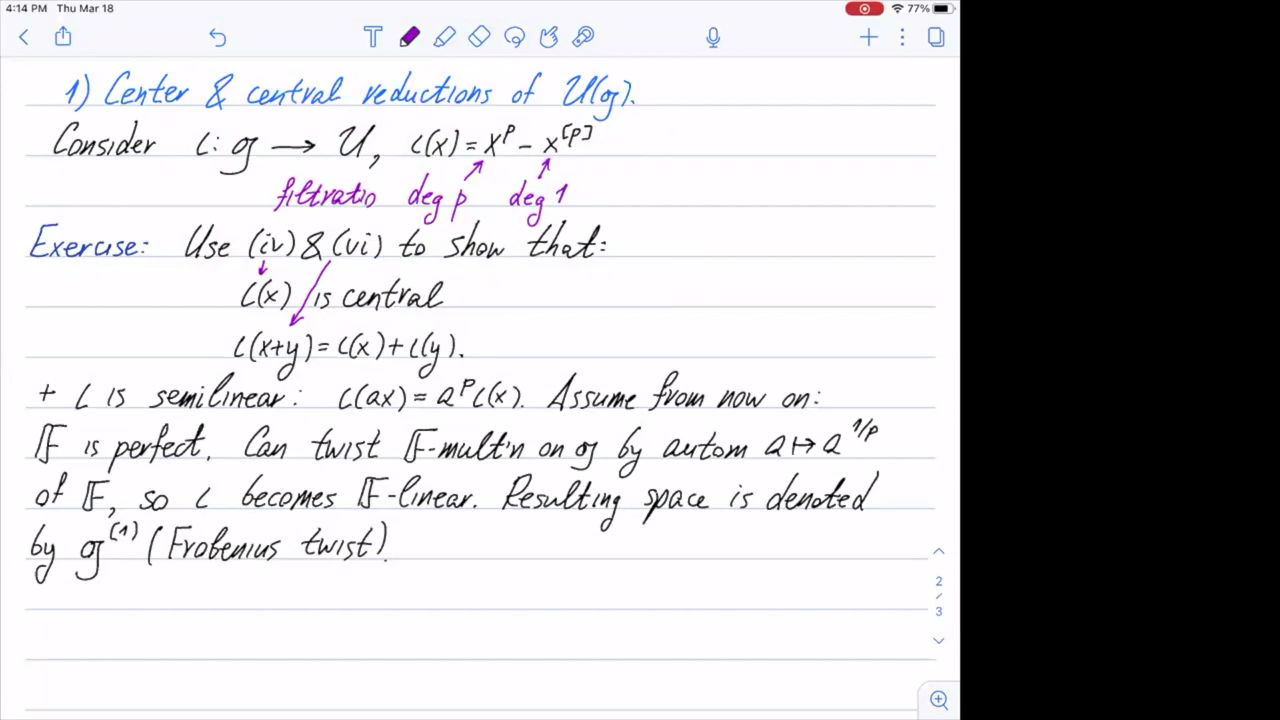 4:14 PM Thu Mar 18
77%
1) Center & central reductions of U(𝔤).
Consider ι: 𝔤 → U, ι(x) = x^p - x^[p]
filtratio deg p deg 1
Exercise: Use (iv) & (vi) to show that:
ι(x) is central
ι(x+y) = ι(x) + ι(y).
+ ι is semilinear: ι(ax) = a^p ι(x). Assume from now on:
𝔽 is perfect. Can twist 𝔽-mult'n on 𝔤 by autom a ↦ a^{1/p}
of 𝔽, so ι becomes 𝔽-linear. Resulting space is denoted
by 𝔤^(1) (Frobenius twist).
2
/
3